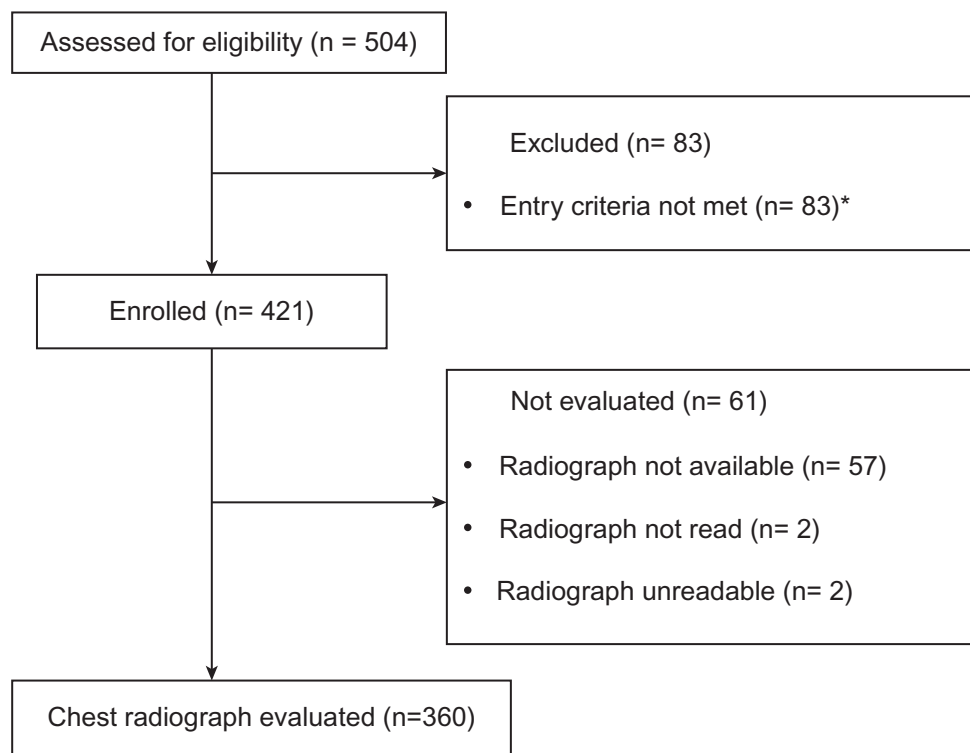 Assessed for eligibility (n = 504)
Excluded (n= 83)
• Entry criteria not met (n= 83)*
Enrolled (n= 421)
Not evaluated (n= 61)
• Radiograph not available (n= 57)
• Radiograph not read (n= 2)
• Radiograph unreadable (n= 2)
Chest radiograph evaluated (n=360)